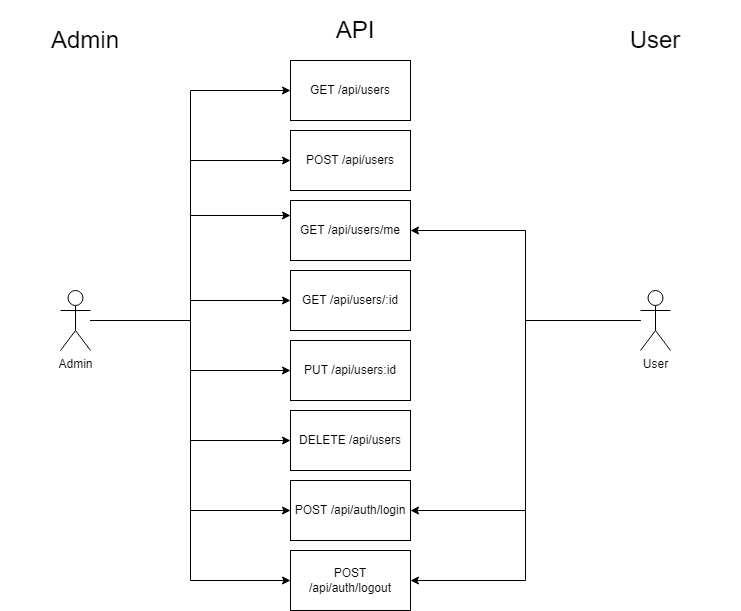 Admin
API
User
GET /api/users
POST /api/users
GET /api/users/me
GET /api/users/:id
PUT /api/users:id
DELETE /api/users
POST /api/auth/login
POST
/api/auth/logout
Admin
User